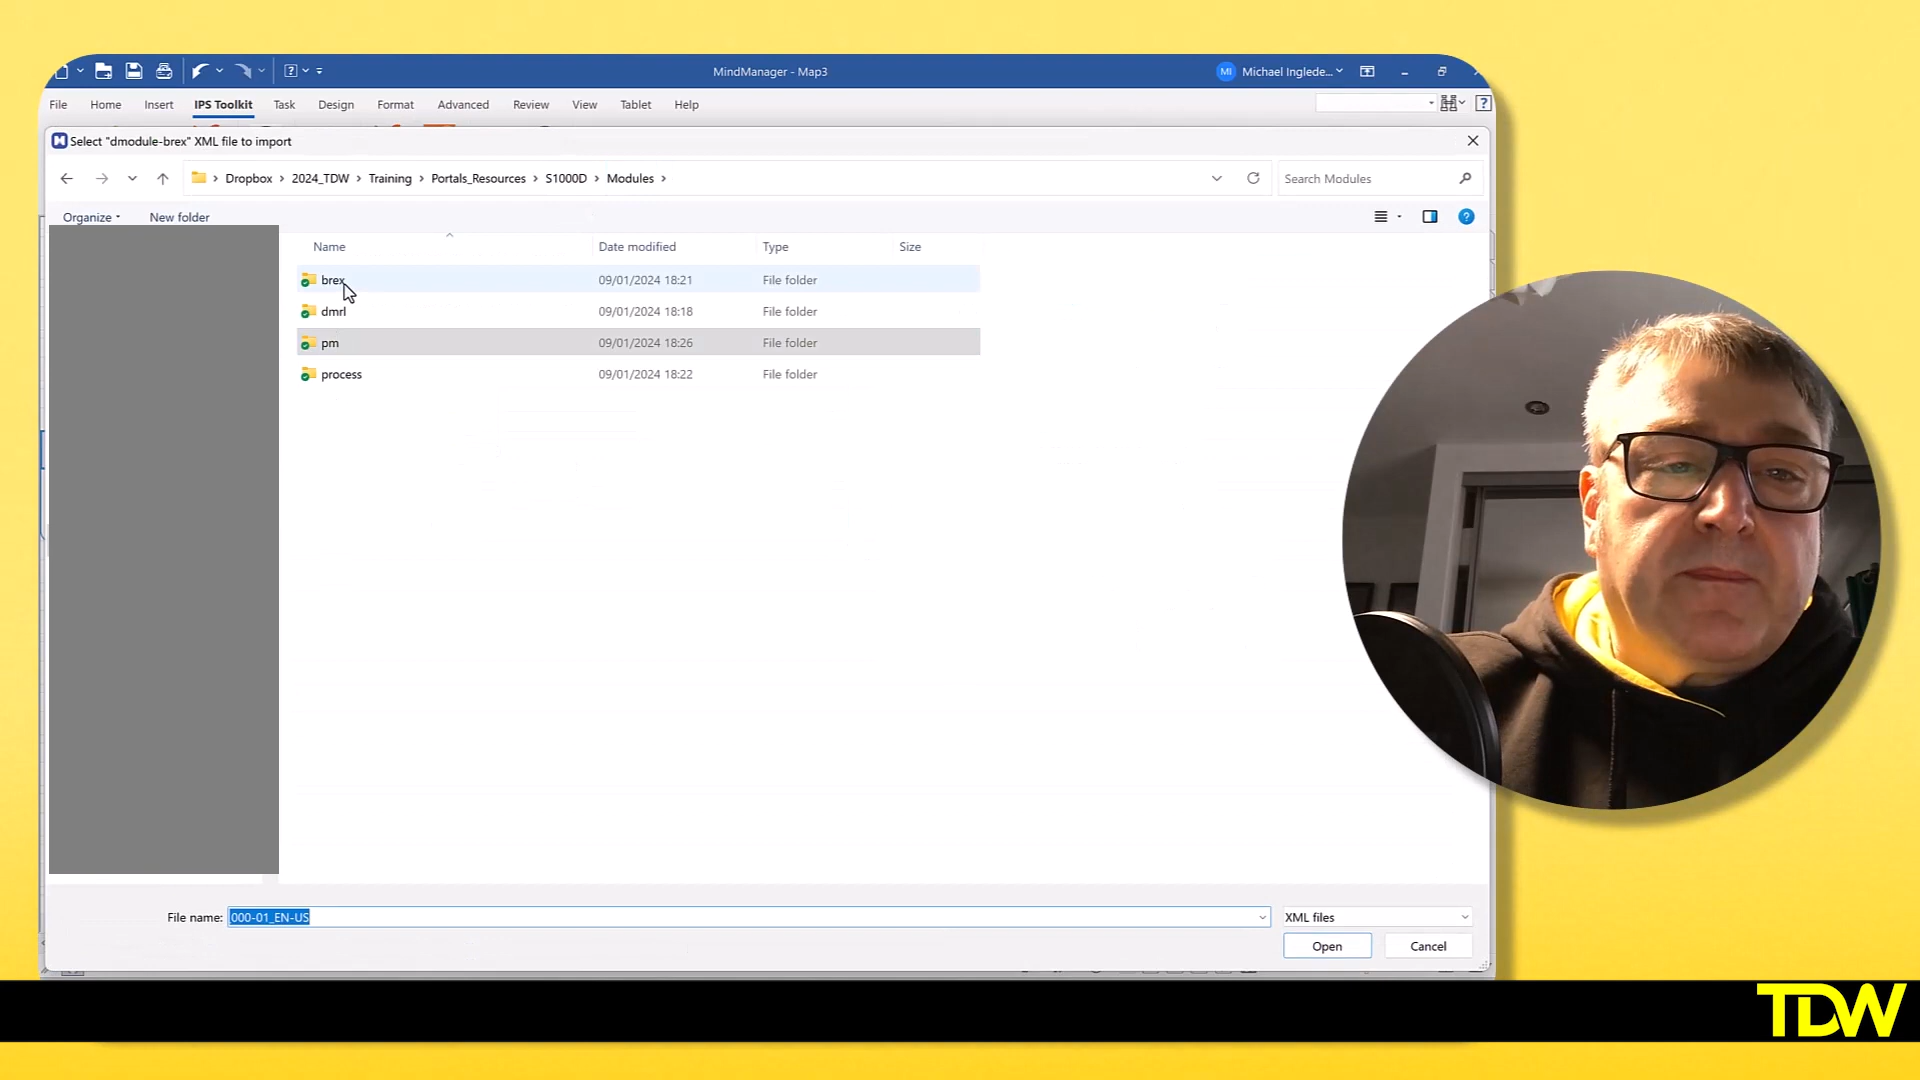 MindManager - Map3
MI Michael Inglede...
File Home Insert IPS Toolkit Task Design Format Advanced Review View Tablet Help
Select "dmodule-brex" XML file to import
Dropbox > 2024_TDW > Training > Portals_Resources > S1000D > Modules >
Search Modules
Organize New folder
Name Date modified Type Size
brex 09/01/2024 18:21 File folder
dmrl 09/01/2024 18:18 File folder
pm 09/01/2024 18:26 File folder
process 09/01/2024 18:22 File folder
File name: 000-01_EN-US
XML files
Open Cancel
TDW